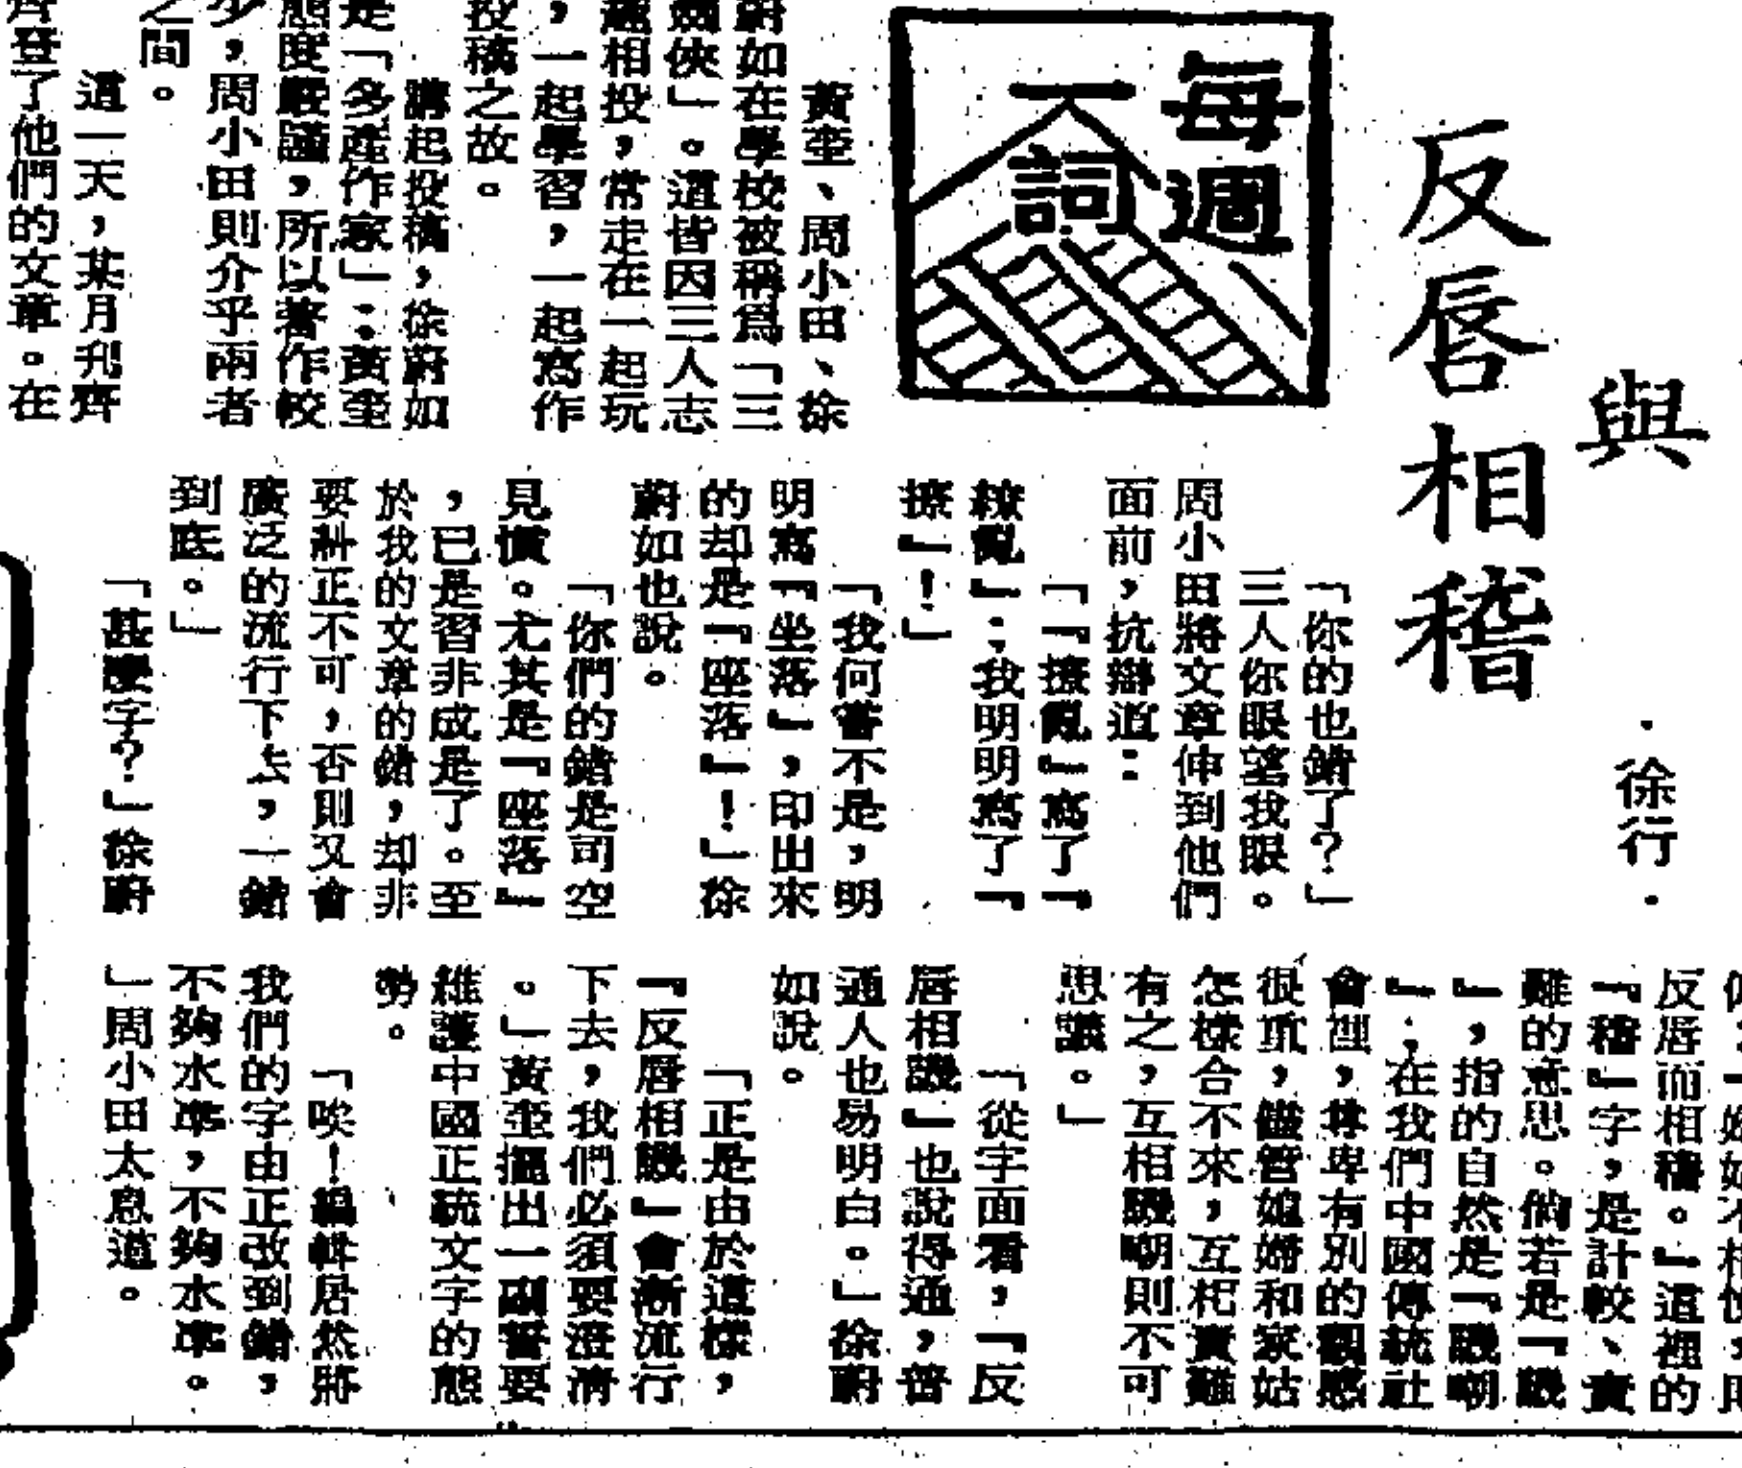 與
反唇相稽
·徐行·
每週
一詞
黃垄、周小田、徐
蔚如在學校被稱爲「三
劍俠」。這皆因三人志
趣相投,常走在一起玩
,一起學習,一起寫作
投稿之故。
講起投稿,徐蔚如
是「多產作家」;黃垄
態度嚴謹,所以著作較
少,周小田則介乎兩者
之間。
這一天,某月刋齊
齊登了他們的文章。在
「你的也錯了?」
三人你眼望我眼。
周小田將文章伸到他們
面前,抗辯道:
「『撩亂』寫了『
繚亂』;我明明寫了『
撩』!」
「我何嘗不是,明
明寫『坐落』,印出來
的却是『座落』!」徐
蔚如也說。
「你們的錯是司空
見慣。尤其是『座落』
,已是習非成是了。至
於我的文章的錯,却非
要糾正不可,否則又會
廣泛的流行下去,一錯
到底。」
「甚麼字?」徐蔚
反唇而相稽。』這裡的
『稽』字,是計較、責
難的意思。倘若是『譏
』,指的自然是『譏嘲
』;在我們中國傳統社
會裡,尊卑有別的觀感
很重,儘管媳婦和家姑
怎樣合不來,互相責難
有之,互相譏嘲則不可
思議。」
「從字面看,『反
唇相譏』也說得通,普
通人也易明白。」徐蔚
如說。
「正是由於這樣,
『反唇相譏』會漸流行
下去,我們必須要澄清
。」黃垄擺出一副誓要
維護中國正統文字的態
勢。
「唉!編輯居然將
我們的字由正改到錯,
不夠水準,不夠水準。
」周小田太息道。